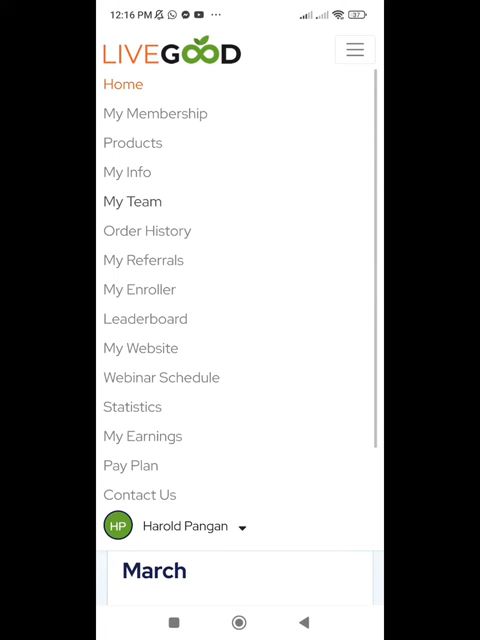 12:16 PM
37
LIVEGOOD
Home
My Membership
Products
My Info
My Team
Order History
My Referrals
My Enroller
Leaderboard
My Website
Webinar Schedule
Statistics
My Earnings
Pay Plan
Contact Us
HP Harold Pangan
March